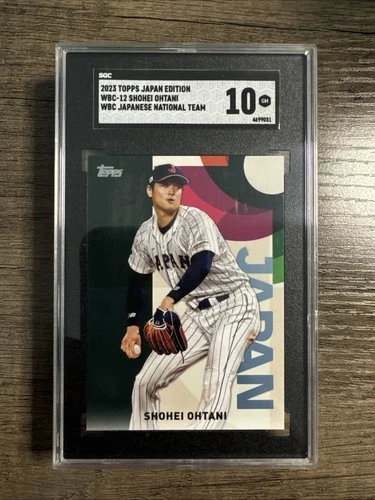 SGC
2023 TOPPS JAPAN EDITION
WBC-12 SHOHEI OHTANI
WBC JAPANESE NATIONAL TEAM
10 GM
4699051
Topps
JAPAN
JAPAN
SHOHEI OHTANI